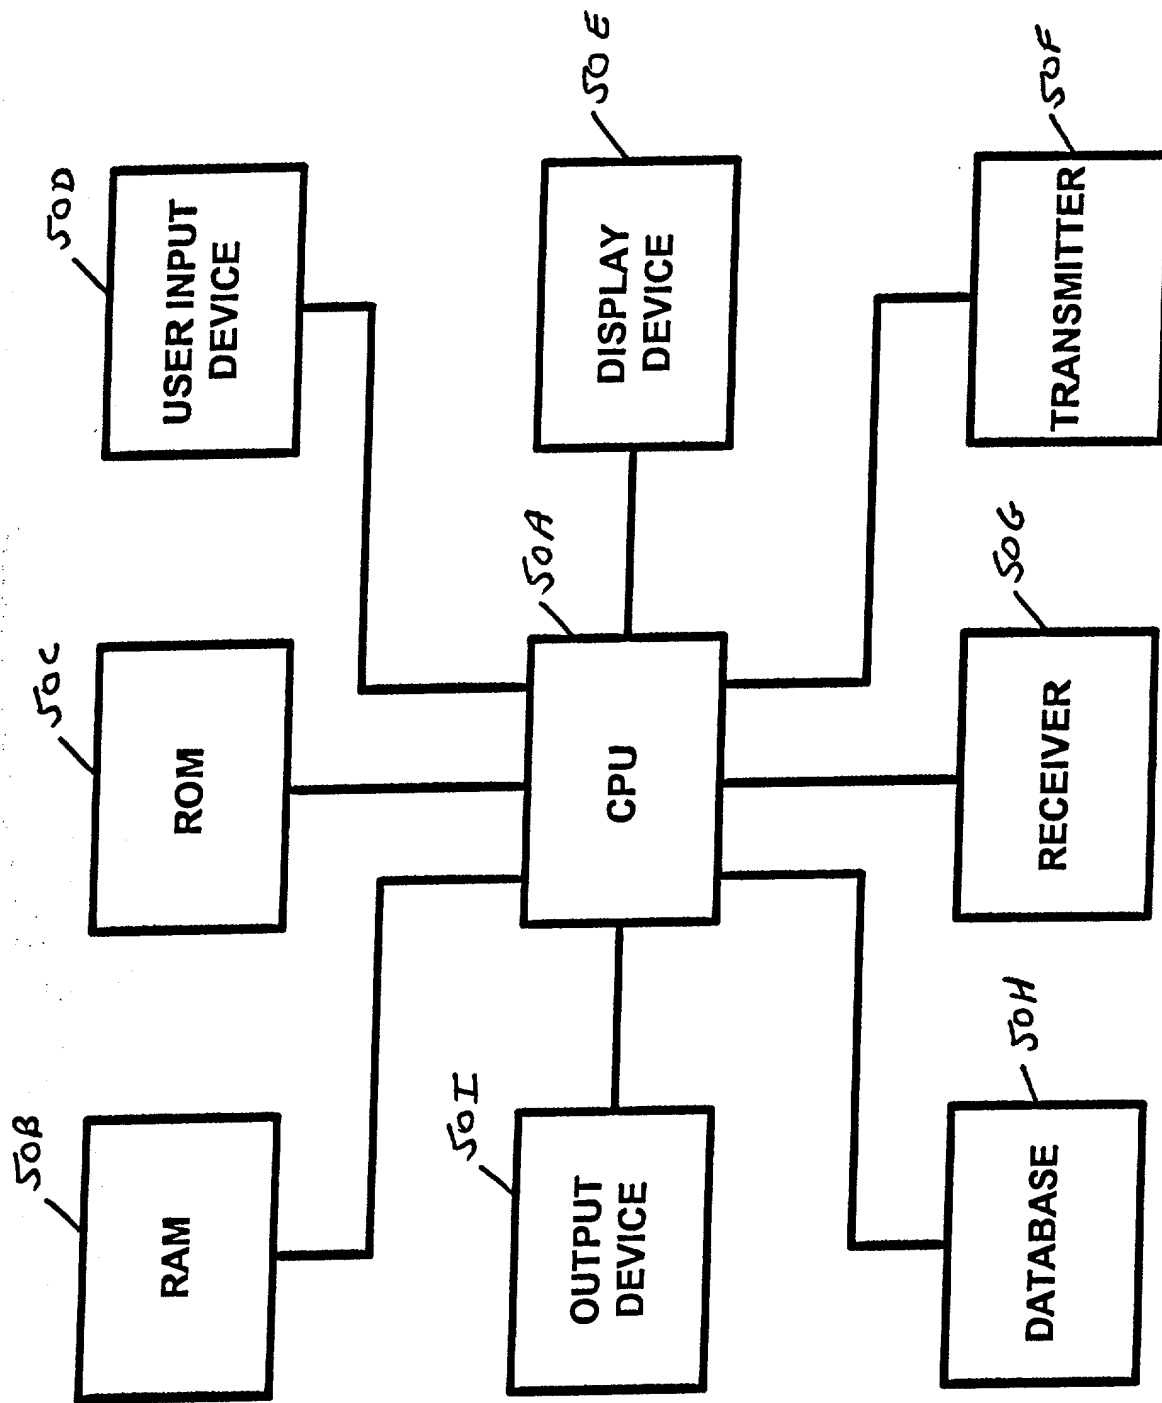 50B
RAM
50C
ROM
50D
USER INPUT
DEVICE
50I
OUTPUT
DEVICE
50A
CPU
50E
DISPLAY
DEVICE
50H
DATABASE
50G
RECEIVER
50F
TRANSMITTER